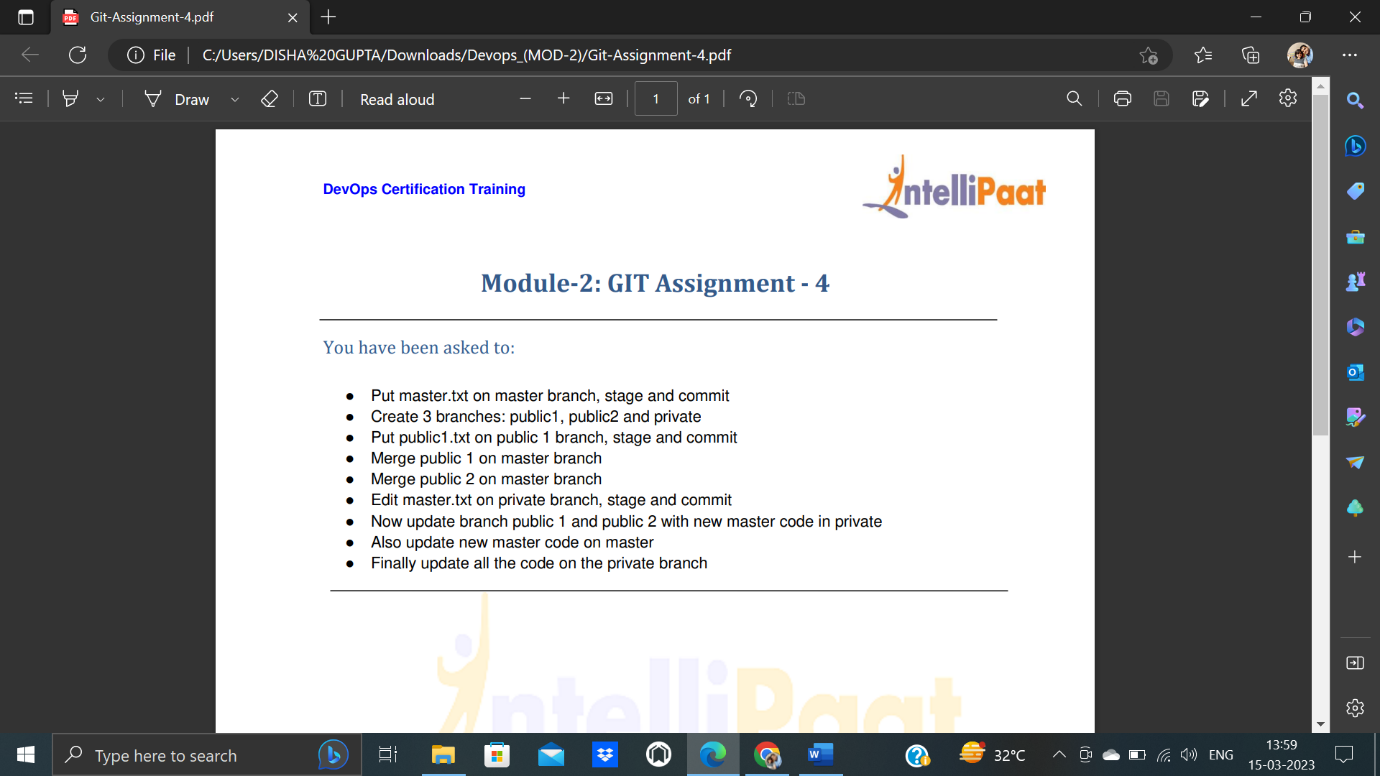 Git-Assignment-4.pdf
File
C:/Users/DISHA%20GUPTA/Downloads/Devops_(MOD-2)/Git-Assignment-4.pdf
Draw
Read aloud
1 of 1
DevOps Certification Training
IntelliPaat
Module-2: GIT Assignment - 4
You have been asked to:
● Put master.txt on master branch, stage and commit
● Create 3 branches: public1, public2 and private
● Put public1.txt on public 1 branch, stage and commit
● Merge public 1 on master branch
● Merge public 2 on master branch
● Edit master.txt on private branch, stage and commit
● Now update branch public 1 and public 2 with new master code in private
● Also update new master code on master
● Finally update all the code on the private branch
IntelliPaat
Type here to search
32°C
ENG
13:59
15-03-2023